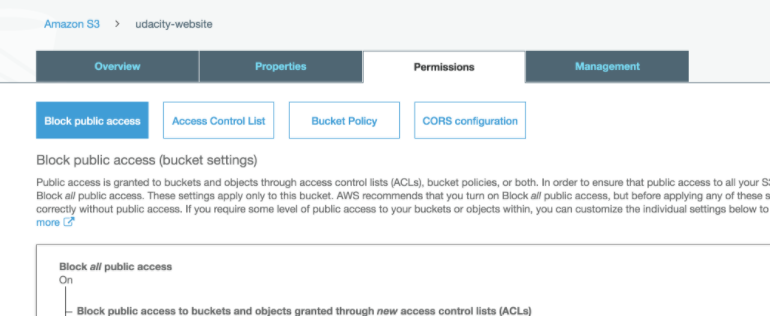 Amazon S3 > udacity-website
Overview Properties Permissions Management
Block public access Access Control List Bucket Policy CORS configuration
Block public access (bucket settings)
Public access is granted to buckets and objects through access control lists (ACLs), bucket policies, or both. In order to ensure that public access to all your
Block all public access. These settings apply only to this bucket. AWS recommends that you turn on Block all public access, but before applying any of these
correctly without public access. If you require some level of public access to your buckets or objects within, you can customize the individual settings below to
more
Block all public access
On
Block public access to buckets and objects granted through new access control lists (ACLs)